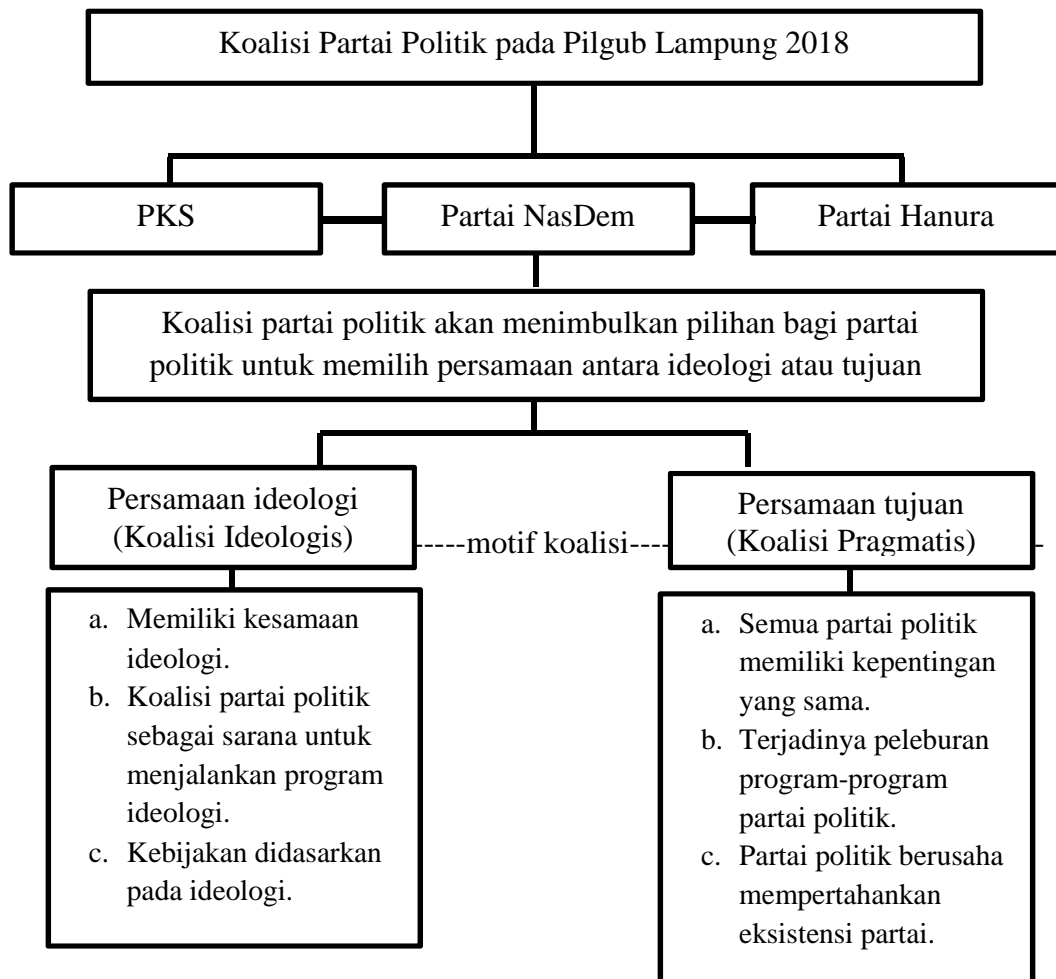 Koalisi Partai Politik pada Pilgub Lampung 2018
PKS
Partai NasDem
Partai Hanura
Koalisi partai politik akan menimbulkan pilihan bagi partai
politik untuk memilih persamaan antara ideologi atau tujuan
Persamaan ideologi
(Koalisi Ideologis)
-----motif koalisi-----
Persamaan tujuan
(Koalisi Pragmatis)
a. Memiliki kesamaan
ideologi.
b. Koalisi partai politik
sebagai sarana untuk
menjalankan program
ideologi.
c. Kebijakan didasarkan
pada ideologi.
a. Semua partai politik
memiliki kepentingan
yang sama.
b. Terjadinya peleburan
program-program
partai politik.
c. Partai politik berusaha
mempertahankan
eksistensi partai.